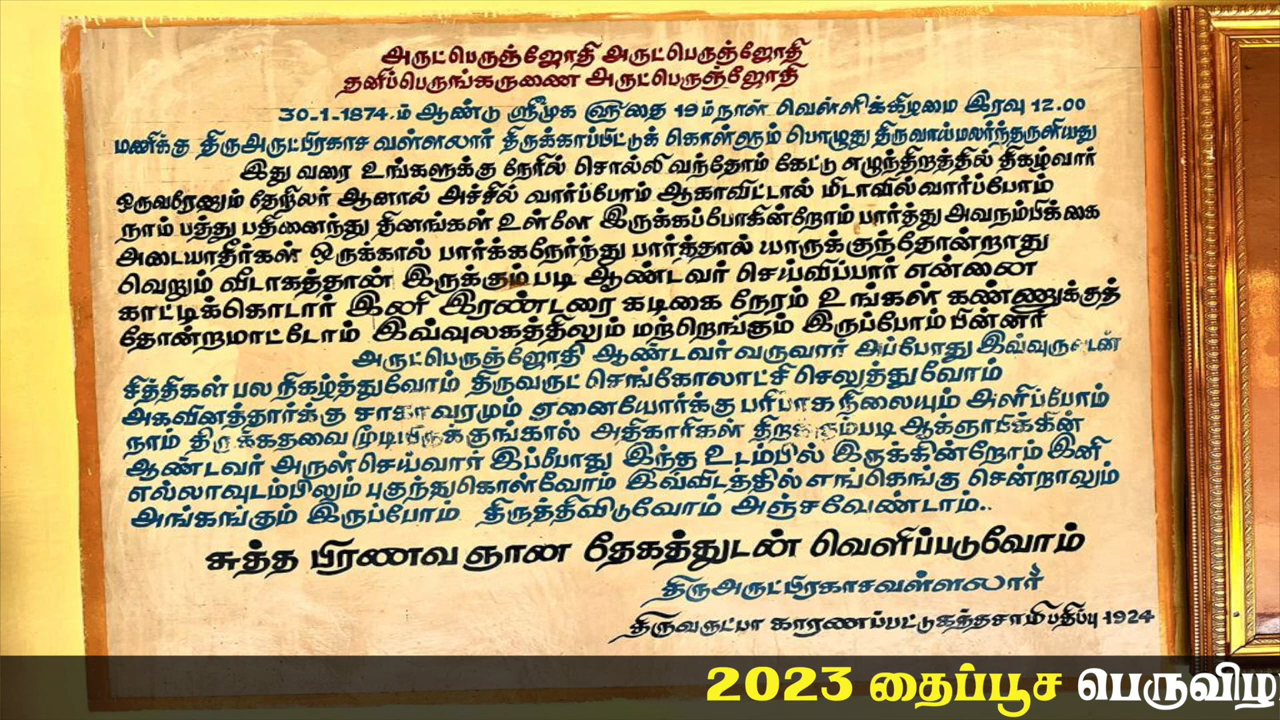 அருட்பெருஞ்ஜோதி அருட்பெருஞ்ஜோதி
தனிப்பெருங்கருணை அருட்பெருஞ்ஜோதி
30-1-1874.ம் ஆண்டு ஸ்ரீமுக ௵ தை 19ம்நாள் வெள்ளிக்கிழமை இரவு 12.00
மணிக்கு திருஅருட்பிரகாச வள்ளலார் திருக்காப்பிட்டுக் கொள்ளும் பொழுது திருவாய்மலர்ந்தருளியது
இது வரை உங்களுக்கு நேரில் சொல்லி வந்தோம் கேட்டு எழுந்திறத்தில் திகழ்வார்
ஒருவரேனும் தேறிலர் ஆனால் அச்சில் வார்ப்போம் ஆகாவிட்டால் மிடாவில் வார்ப்போம்
நாம் பத்து பதினைந்து தினங்கள் உள்ளே இருக்கப்போகின்றோம் பார்த்து அவநம்பிக்கை
அடையாதீர்கள் ஒருக்கால் பார்க்கநேர்ந்து பார்த்தால் யாருக்குந்தோன்றாது
வெறும் வீடாகத்தான் இருக்கும்படி ஆண்டவர் செய்விப்பார் என்னை
காட்டிக்கொடார் இனி இரண்டரை கடிகை நேரம் உங்கள் கண்ணுக்குத்
தோன்றமாட்டோம் இவ்வுலகத்திலும் மற்றெங்கும் இருப்போம் பின்னர்
அருட்பெருஞ்ஜோதி ஆண்டவர் வருவார் அப்போது இவ்வுருவுடன்
சித்திகள் பல நிகழ்த்துவோம் திருவருட் செங்கோலாட்சி செலுத்துவோம்
அகவினத்தார்க்கு சாகாவரமும் ஏனையோர்க்கு பரிபாக நிலையும் அளிப்போம்
நாம் திருக்கதவை மூடியிருக்குங்கால் அதிகாரிகள் திறக்கும்படி ஆக்ஞாபிக்கின்
ஆண்டவர் அருள் செய்வார் இப்போது இந்த உடம்பில் இருக்கின்றோம் இனி
எல்லாவுடம்பிலும் புகுந்துகொள்வோம் இவ்விடத்தில் எங்கெங்கு சென்றாலும்
அங்கங்கும் இருப்போம் திருத்திவிடுவோம் அஞ்சவேண்டாம்..
சுத்த பிரணவ ஞான தேகத்துடன் வெளிப்படுவோம்
திருஅருட்பிரகாசவள்ளலார்
திருவருட்பா காரணப்பட்டுகந்தசாமிபதிப்பு 1924
2023 தைப்பூச பெருவிழ